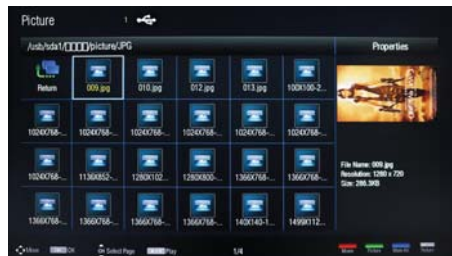 Picture 1
/usb/sda1/□□□□/picture/JPG
Properties
Return 009.jpg 010.jpg 012.jpg 013.jpg 100X100-2...
1024X768-... 1024X768-... 1024X768-... 1024X768-... 1024X768-... 1024X768-...
1024X768-... 1136X852-... 1280X102... 1280X800-... 1366X768-... 1366X768-...
1366X768-... 1366X768-... 1366X768-... 1366X768-... 140X140-1... 1499X112...
File Name: 009.jpg
Resolution: 1280 x 720
Size: 286.3KB
Move OK Select Page Play 1/4 Return